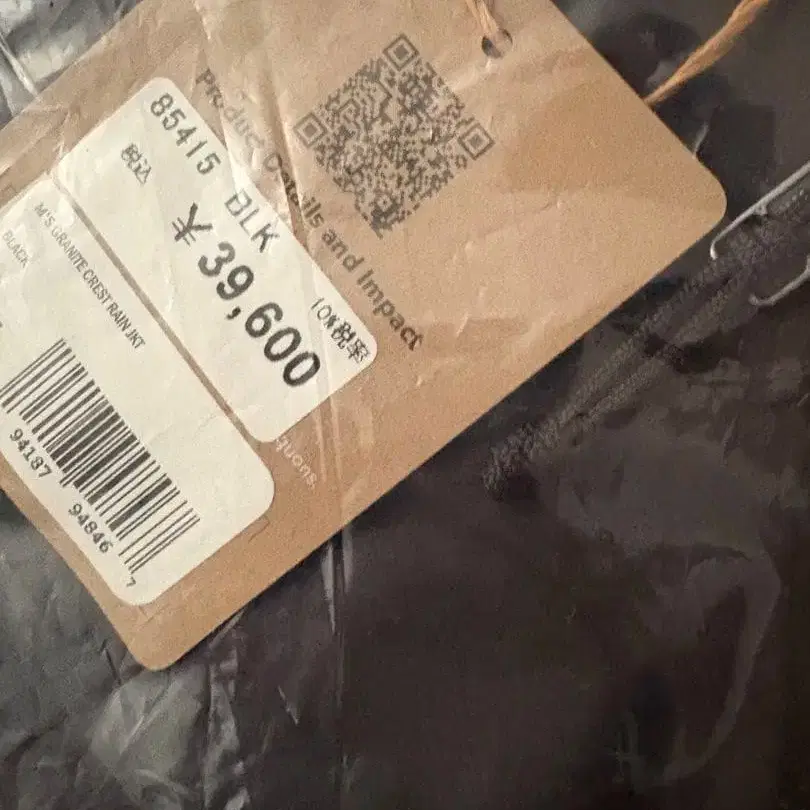 Product Details and Impact
85415 BLK
税込
¥39,600
10%税率
M'S GRANITE CREST RAIN JKT
BLACK
94187 94846 7